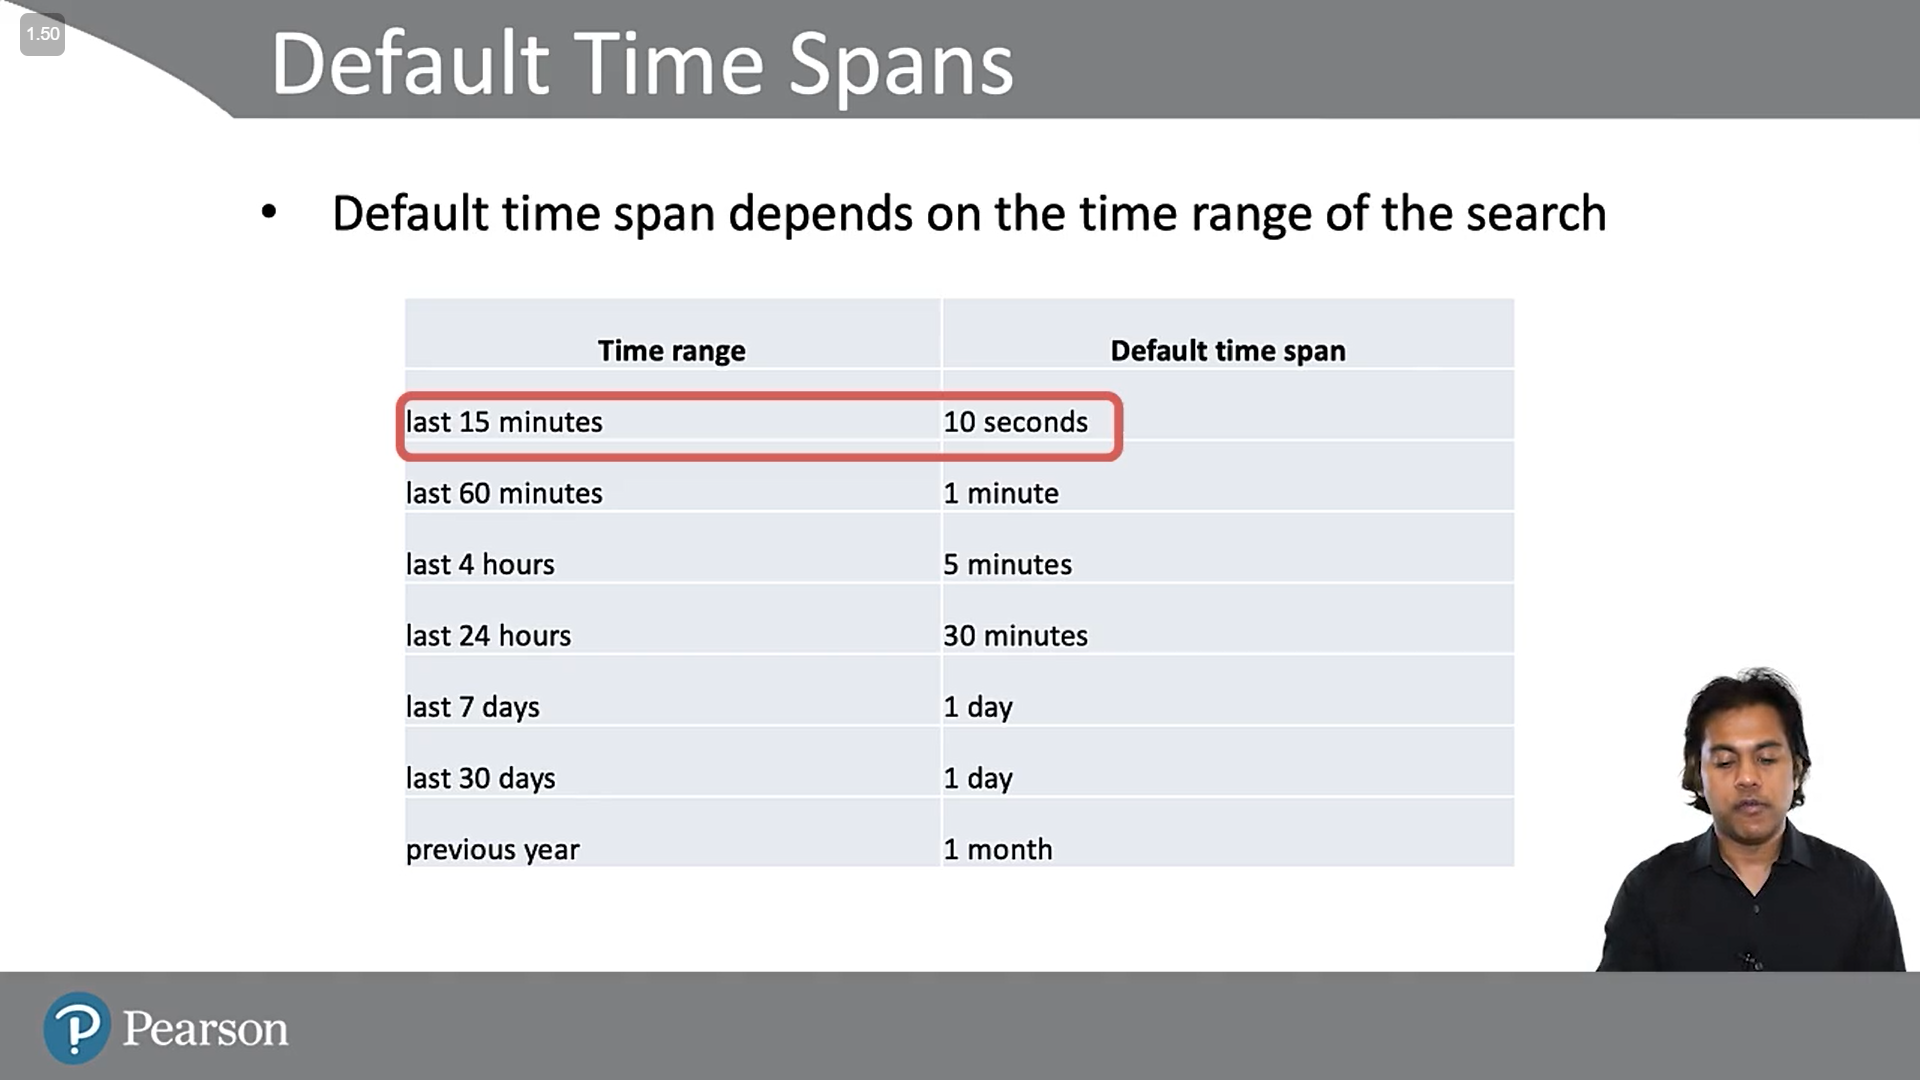 1.50
Default Time Spans
• Default time span depends on the time range of the search
Time range Default time span
last 15 minutes 10 seconds
last 60 minutes 1 minute
last 4 hours 5 minutes
last 24 hours 30 minutes
last 7 days 1 day
last 30 days 1 day
previous year 1 month
Pearson